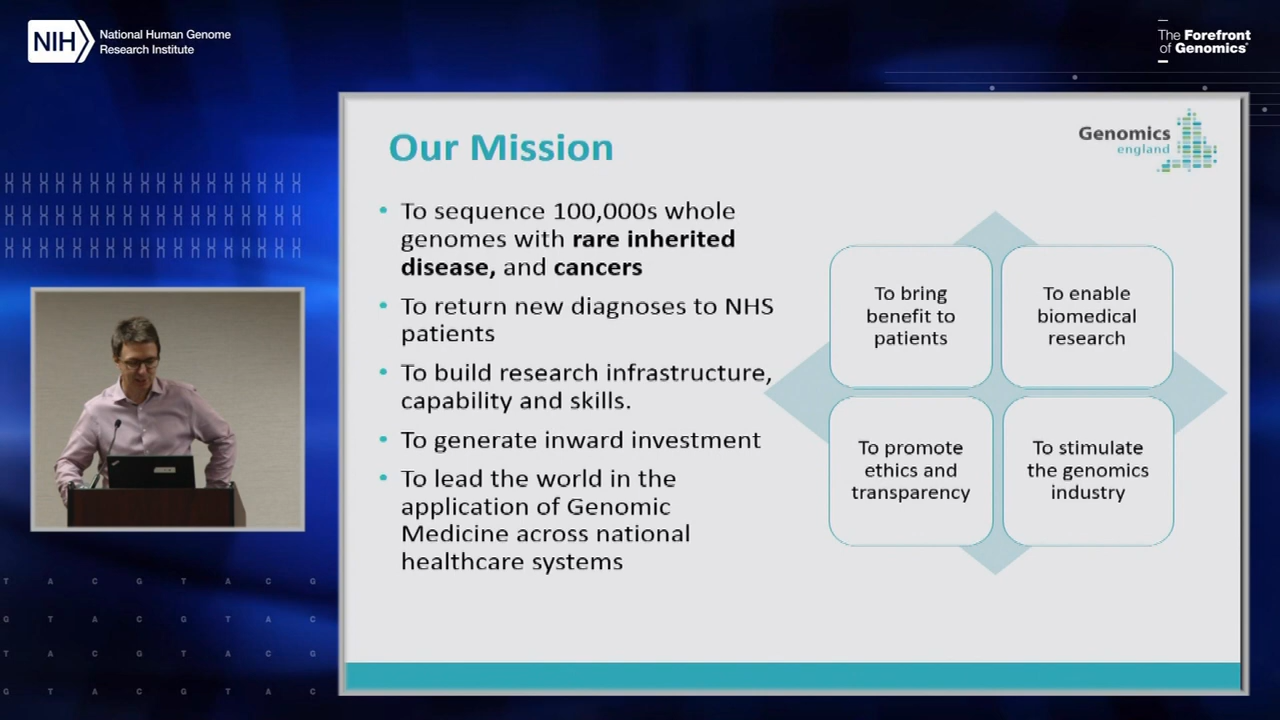 NIH
National Human Genome
Research Institute
The Forefront
of Genomics®
Our Mission
Genomics
england
• To sequence 100,000s whole
genomes with rare inherited
disease, and cancers
• To return new diagnoses to NHS
patients
• To build research infrastructure,
capability and skills.
• To generate inward investment
• To lead the world in the
application of Genomic
Medicine across national
healthcare systems
To bring
benefit to
patients
To enable
biomedical
research
To promote
ethics and
transparency
To stimulate
the genomics
industry
T A C G T A C G
G T A C G T A C
T A C G T A C G
G T A C G T A C